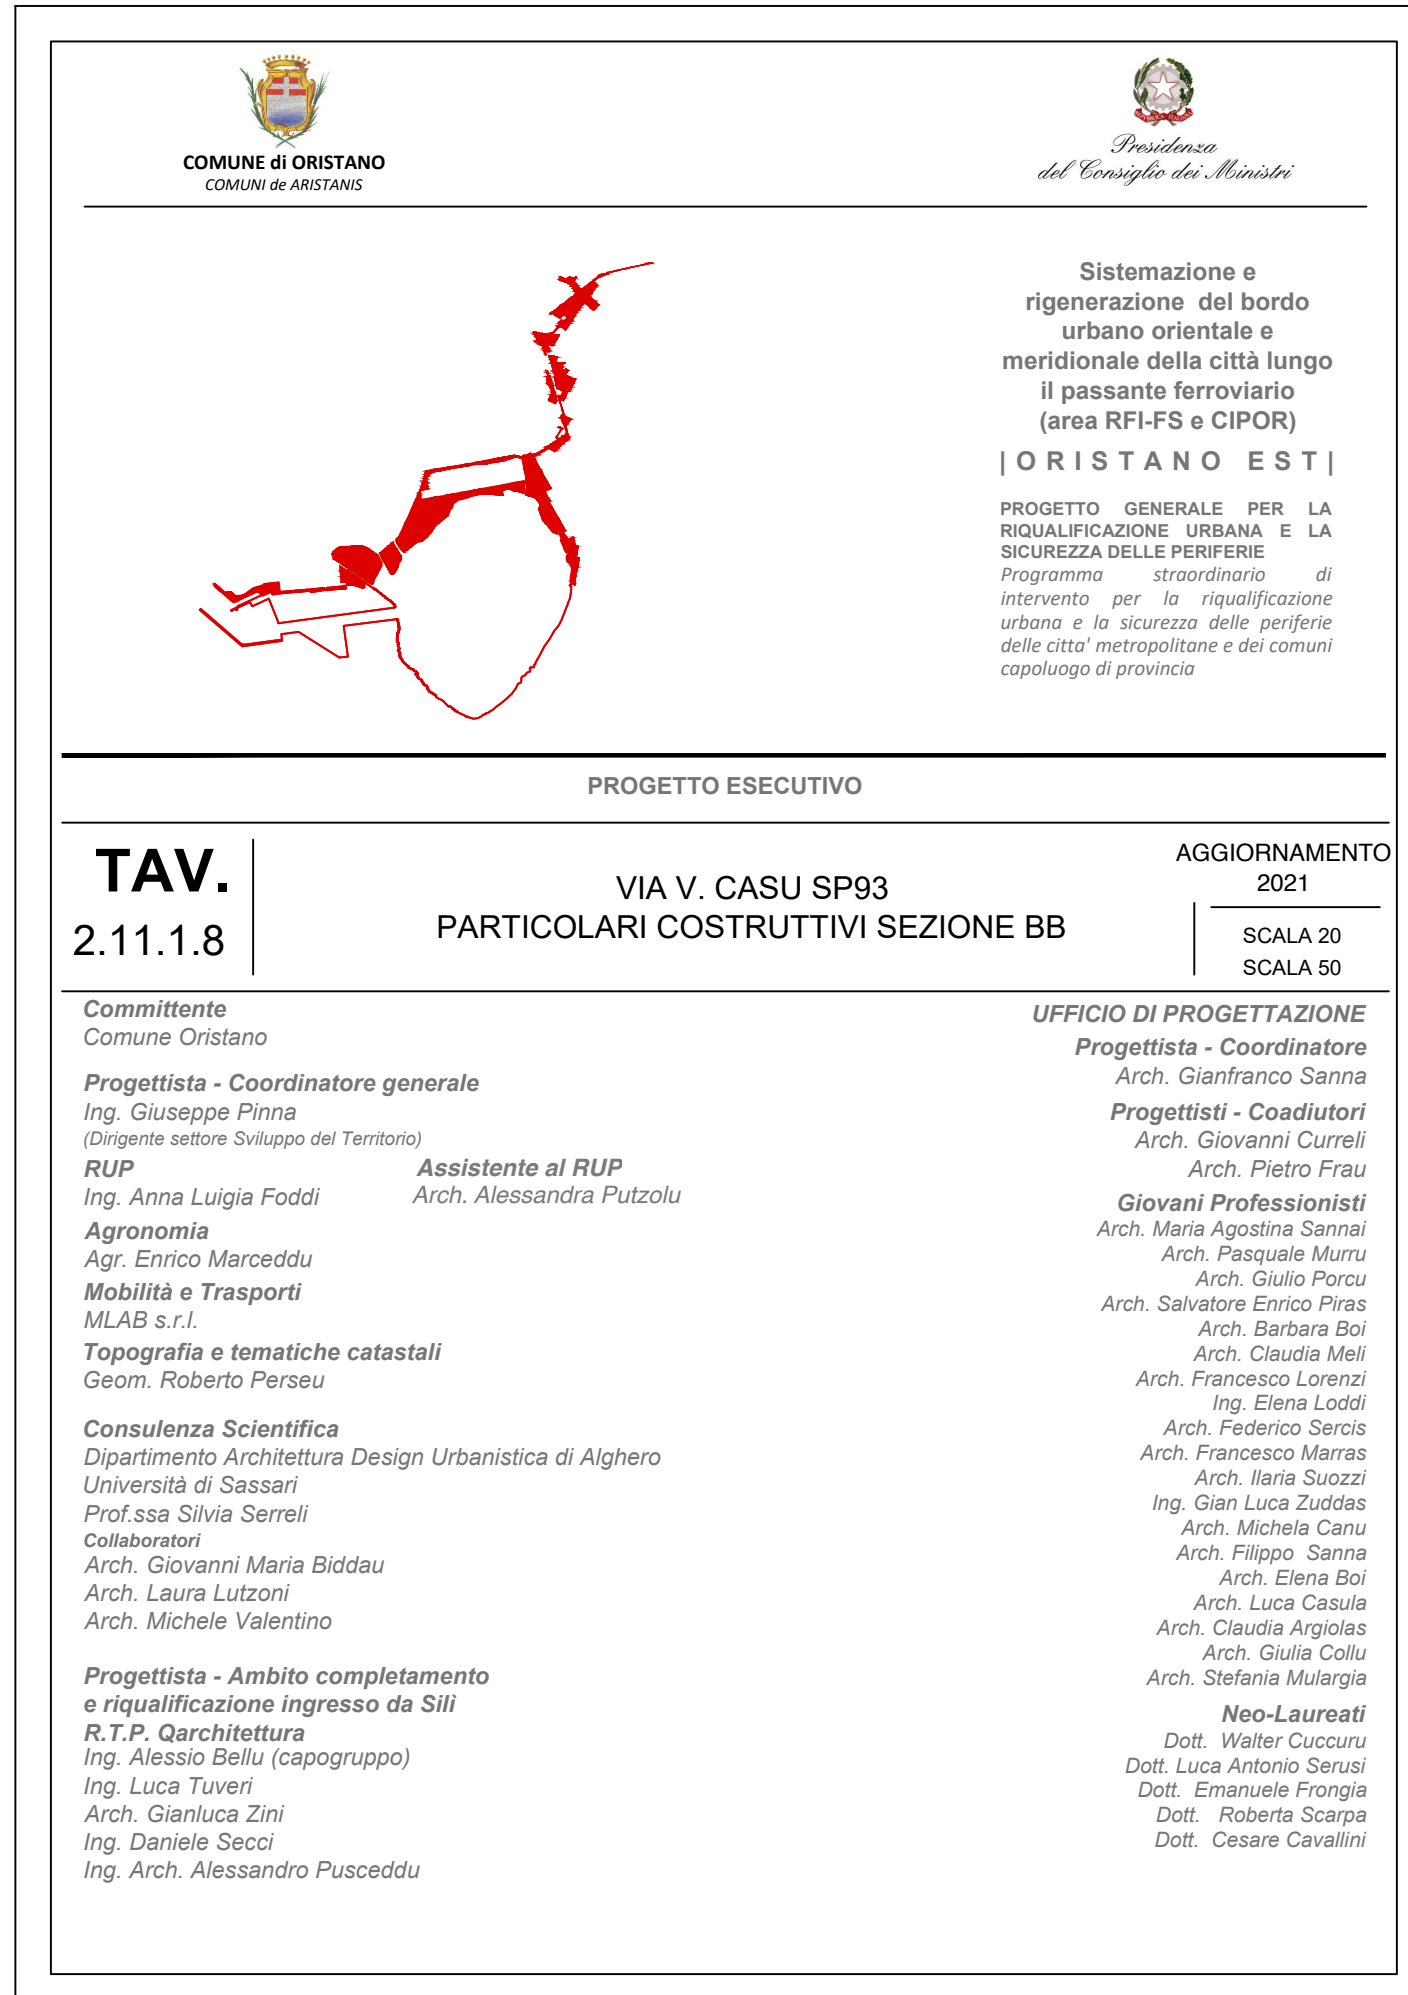 COMUNE di ORISTANO
COMUNI de ARISTANIS
Presidenza
del Consiglio dei Ministri
Sistemazione e
rigenerazione del bordo
urbano orientale e
meridionale della città lungo
il passante ferroviario
(area RFI-FS e CIPOR)
|ORISTANO EST|
PROGETTO GENERALE PER LA
RIQUALIFICAZIONE URBANA E LA
SICUREZZA DELLE PERIFERIE
Programma straordinario di
intervento per la riqualificazione
urbana e la sicurezza delle periferie
delle citta' metropolitane e dei comuni
capoluogo di provincia
PROGETTO ESECUTIVO
TAV.
2.11.1.8
VIA V. CASU SP93
PARTICOLARI COSTRUTTIVI SEZIONE BB
AGGIORNAMENTO
2021
SCALA 20
SCALA 50
Committente
Comune Oristano
Progettista - Coordinatore generale
Ing. Giuseppe Pinna
(Dirigente settore Sviluppo del Territorio)
RUP
Ing. Anna Luigia Foddi
Assistente al RUP
Arch. Alessandra Putzolu
Agronomia
Agr. Enrico Marceddu
Mobilità e Trasporti
MLAB s.r.l.
Topografia e tematiche catastali
Geom. Roberto Perseu
Consulenza Scientifica
Dipartimento Architettura Design Urbanistica di Alghero
Università di Sassari
Prof.ssa Silvia Serreli
Collaboratori
Arch. Giovanni Maria Biddau
Arch. Laura Lutzoni
Arch. Michele Valentino
Progettista - Ambito completamento
e riqualificazione ingresso da Silì
R.T.P. Qarchitettura
Ing. Alessio Bellu (capogruppo)
Ing. Luca Tuveri
Arch. Gianluca Zini
Ing. Daniele Secci
Ing. Arch. Alessandro Pusceddu
UFFICIO DI PROGETTAZIONE
Progettista - Coordinatore
Arch. Gianfranco Sanna
Progettisti - Coadiutori
Arch. Giovanni Curreli
Arch. Pietro Frau
Giovani Professionisti
Arch. Maria Agostina Sannai
Arch. Pasquale Murru
Arch. Giulio Porcu
Arch. Salvatore Enrico Piras
Arch. Barbara Boi
Arch. Claudia Meli
Arch. Francesco Lorenzi
Ing. Elena Loddi
Arch. Federico Sercis
Arch. Francesco Marras
Arch. Ilaria Suozzi
Ing. Gian Luca Zuddas
Arch. Michela Canu
Arch. Filippo Sanna
Arch. Elena Boi
Arch. Luca Casula
Arch. Claudia Argiolas
Arch. Giulia Collu
Arch. Stefania Mulargia
Neo-Laureati
Dott. Walter Cuccuru
Dott. Luca Antonio Serusi
Dott. Emanuele Frongia
Dott. Roberta Scarpa
Dott. Cesare Cavallini